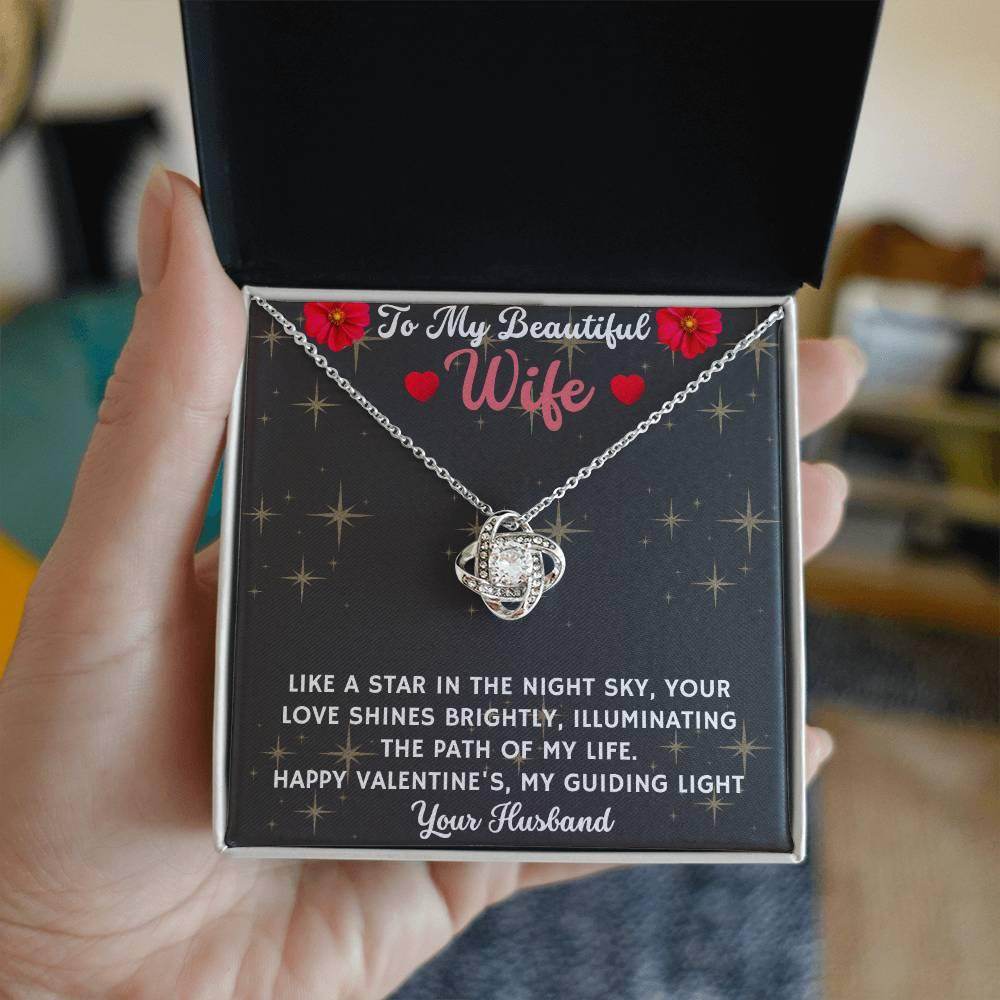 To My Beautiful
Wife
LIKE A STAR IN THE NIGHT SKY, YOUR
LOVE SHINES BRIGHTLY, ILLUMINATING
THE PATH OF MY LIFE.
HAPPY VALENTINE'S, MY GUIDING LIGHT
Your Husband